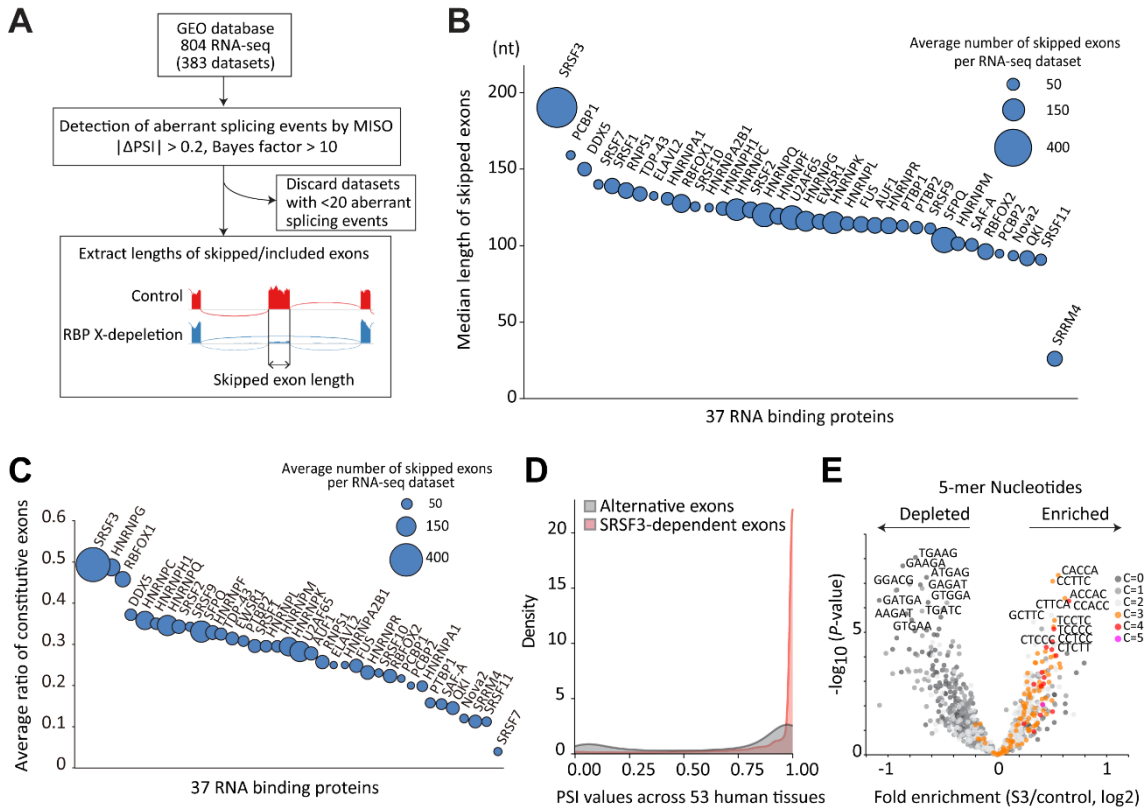 A
GEO database
804 RNA-seq
(383 datasets)
Detection of aberrant splicing events by MISO
|ΔPSI| > 0.2, Bayes factor > 10
Discard datasets
with <20 aberrant
splicing events
Extract lengths of skipped/included exons
Control
RBP X-depeletion
Skipped exon length
B
(nt)
Average number of skipped exons
per RNA-seq dataset
50
150
400
Median length of skipped exons
200
150
100
50
0
SRSF3
PCBP1
DDX5
SRSF7
SRSF1
RNPS1
TDP-43
ELAVL2
HNRNPA1
RBFOX1
SRSF10
HNRNPA2B1
HNRNPH1
HNRNPC
SRSF2
HNRNPQ
HNRNPF
U2AF65
HNRNPG
EWSR1
HNRNPK
HNRNPL
FUS
AUF1
HNRNPR
PTBP1
PTBP2
SRSF9
SFPQ
HNRNPM
SAF-A
RBFOX2
PCBP2
Nova2
QKI
SRSF11
SRRM4
37 RNA binding proteins
C
Average number of skipped exons
per RNA-seq dataset
50
150
400
Average ratio of constitutive exons
0.6
0.5
0.4
0.3
0.2
0.1
0
SRSF3
HNRNPG
RBFOX1
DDX5
HNRNPC
HNRNPH1
HNRNPQ
SRSF2
SRSF9
SFPQ
HNRNPF
TDP-43
EWSR1
PTBP2
SRSF1
HNRNPL
HNRNPM
HNRNPK
U2AF65
AUF1
RNPS1
ELAVL2
HNRNPA2B1
FUS
HNRNPR
SRSF10
RBFOX2
PCBP2
PCBP1
HNRNPA1
PTBP1
SAF-A
QKI
Nova2
SRRM4
SRSF11
SRSF7
37 RNA binding proteins
D
Alternative exons
SRSF3-dependent exons
Density
20
15
10
5
0
0.00
0.25
0.50
0.75
1.00
PSI values across 53 human tissues
E
5-mer Nucleotides
Depleted
Enriched
-log10 (P-value)
8
6
4
2
0
TGAAG
GAAGA
ATGAG
GGACG
GAGAT
GTGGA
GATGA
AAGAT
TGATC
GTGAA
CACCA
CCTTC
ACCAC
CTTCA
CCACC
GCTTC
TCCTC
TCCCC
CTCCC
CCTCC
CTCTT
C=0
C=1
C=2
C=3
C=4
C=5
-1
0
1
Fold enrichment (S3/control, log2)